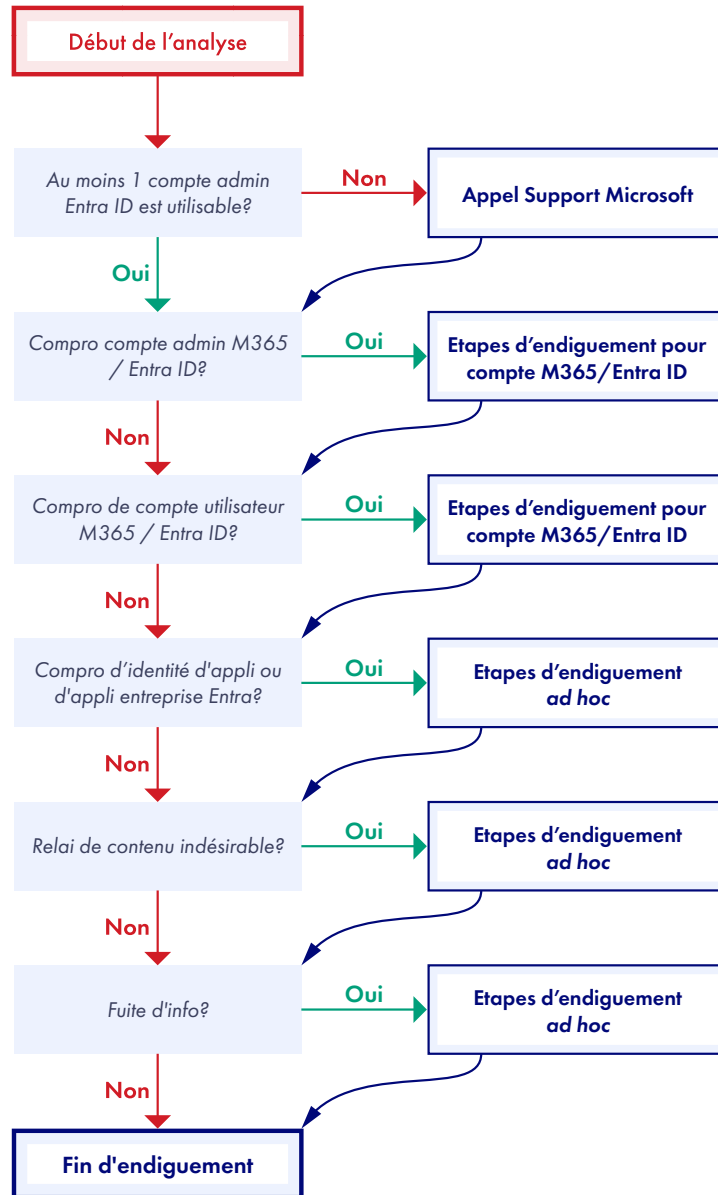 Début de l’analyse
Au moins 1 compte admin
Entra ID est utilisable?
Non
Appel Support Microsoft
Oui
Compro compte admin M365
/ Entra ID?
Oui
Etapes d’endiguement pour
compte M365/Entra ID
Non
Compro de compte utilisateur
M365 / Entra ID?
Oui
Etapes d’endiguement pour
compte M365/Entra ID
Non
Compro d’identité d'appli ou
d'appli entreprise Entra?
Oui
Etapes d’endiguement
ad hoc
Non
Relai de contenu indésirable?
Oui
Etapes d’endiguement
ad hoc
Non
Fuite d'info?
Oui
Etapes d’endiguement
ad hoc
Non
Fin d'endiguement